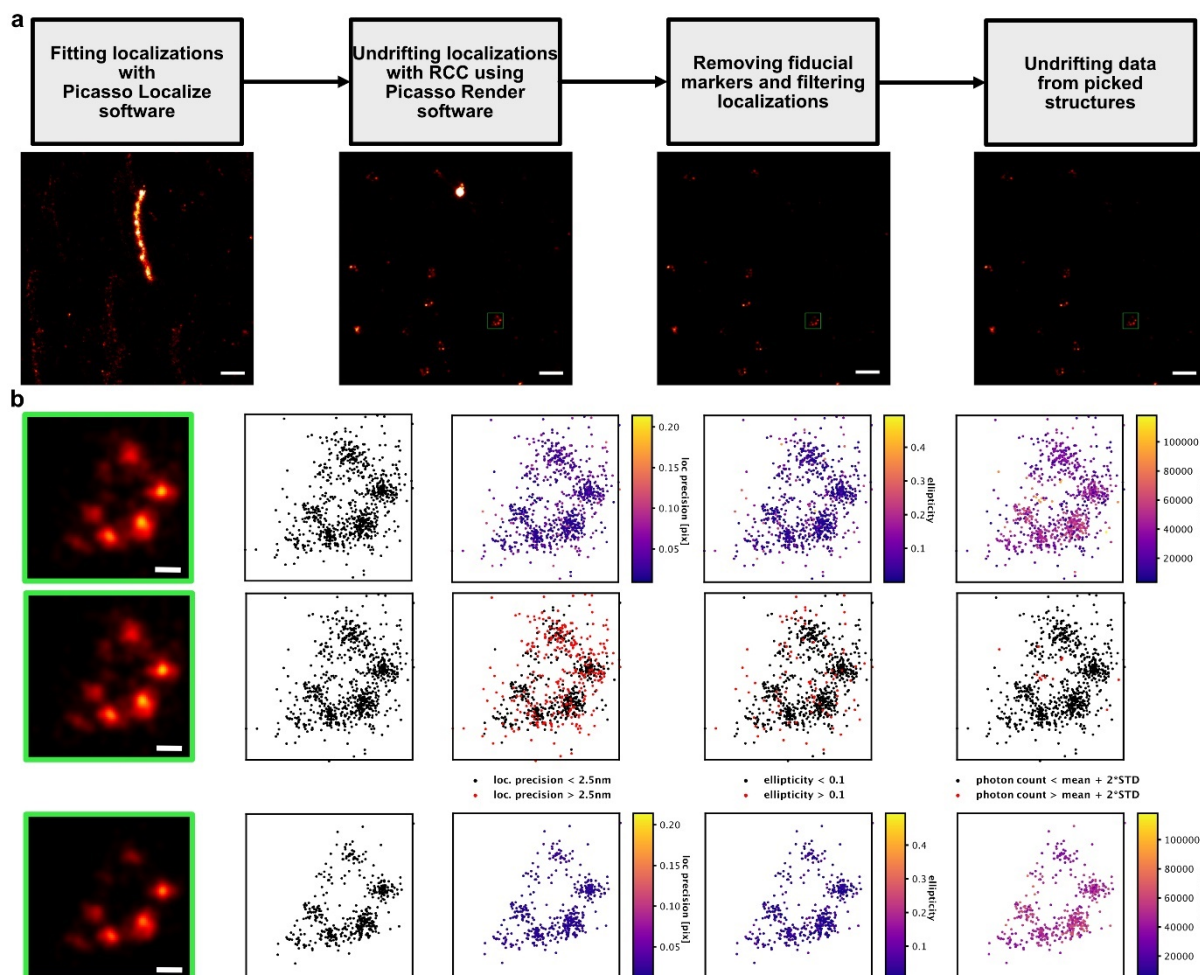 a
Fitting localizations
with
Picasso Localize
software
Undrifting localizations
with RCC using
Picasso Render
software
Removing fiducial
markers and filtering
localizations
Undrifting data
from picked
structures
b
0.20
0.15
0.10
0.05
loc precision [pix]
0.4
0.3
0.2
0.1
ellipticity
100000
80000
60000
40000
20000
loc. precision < 2.5nm
loc. precision > 2.5nm
ellipticity < 0.1
ellipticity > 0.1
photon count < mean + 2*STD
photon count > mean + 2*STD
0.20
0.15
0.10
0.05
loc precision [pix]
0.4
0.3
0.2
0.1
ellipticity
100000
80000
60000
40000
20000